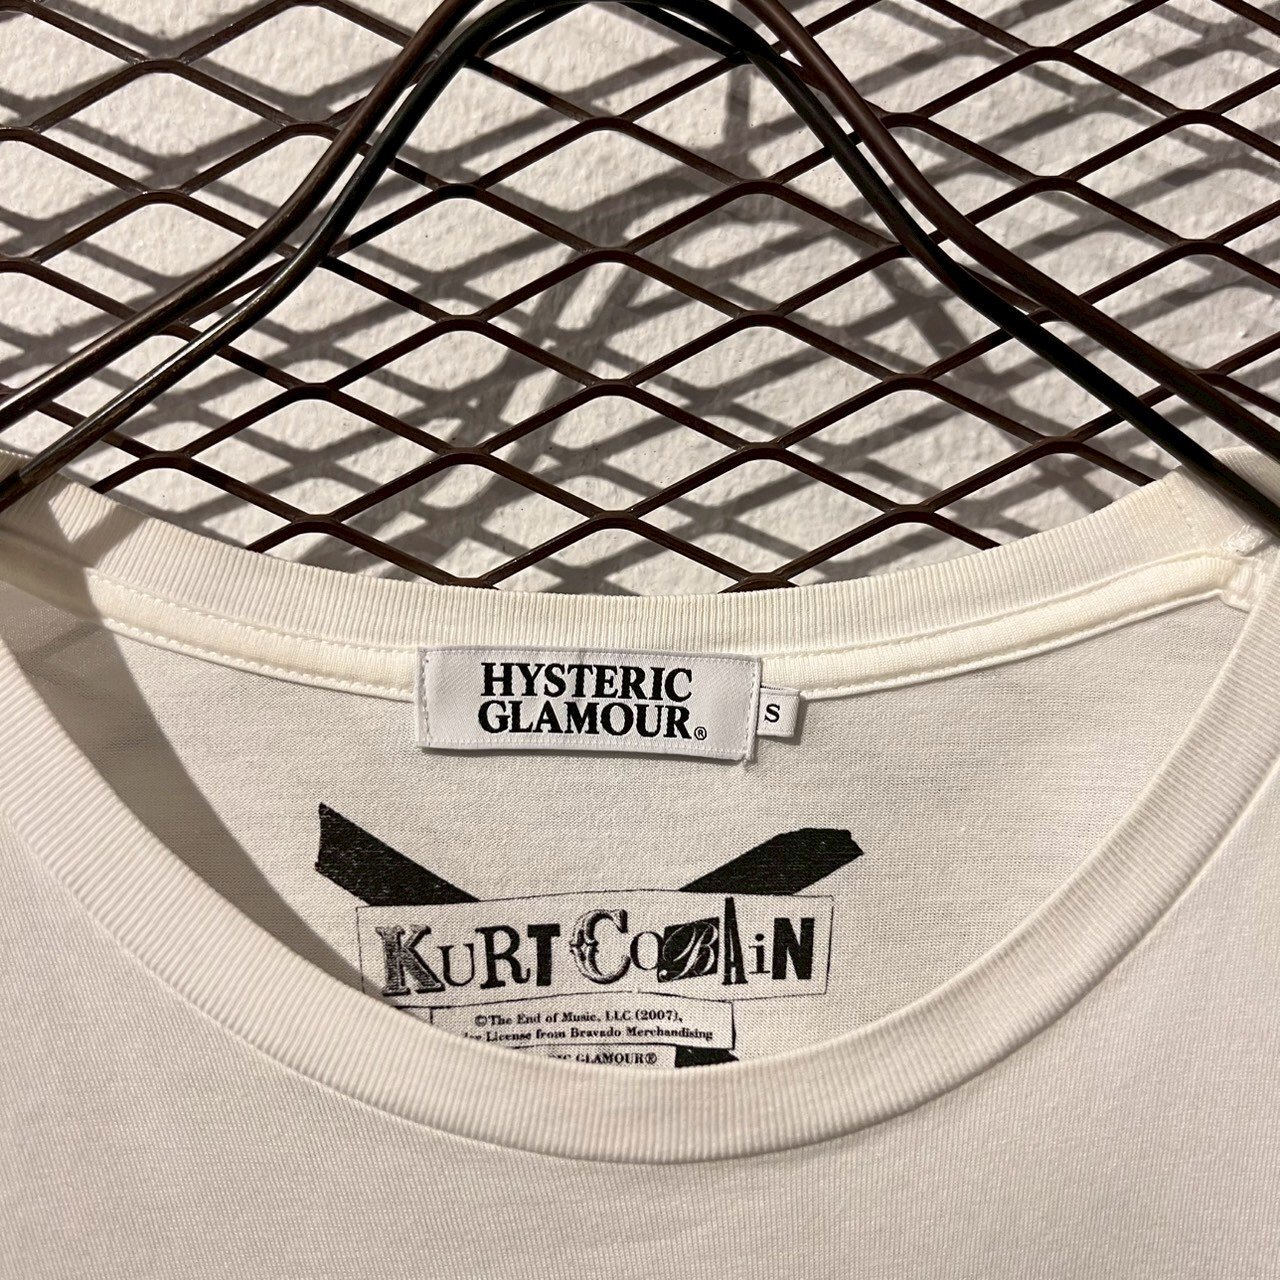 HYSTERIC
GLAMOUR®
S
KURT COBAiN
©The End of Music, LLC (2007),
License from Bravado Merchandising
GLAMOUR®